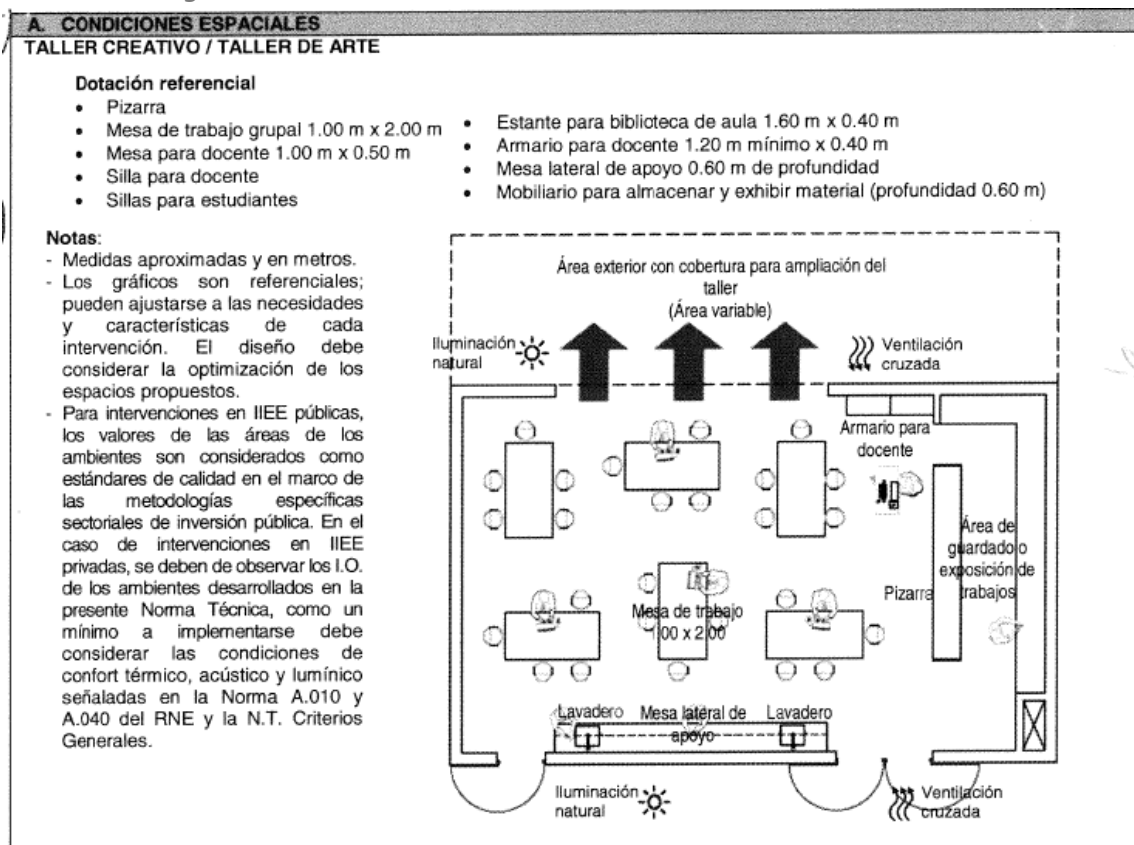 A. CONDICIONES ESPACIALES
TALLER CREATIVO / TALLER DE ARTE
Dotación referencial
• Pizarra
• Mesa de trabajo grupal 1.00 m x 2.00 m
• Mesa para docente 1.00 m x 0.50 m
• Silla para docente
• Sillas para estudiantes
• Estante para biblioteca de aula 1.60 m x 0.40 m
• Armario para docente 1.20 m mínimo x 0.40 m
• Mesa lateral de apoyo 0.60 m de profundidad
• Mobiliario para almacenar y exhibir material (profundidad 0.60 m)
Notas:
- Medidas aproximadas y en metros.
- Los gráficos son referenciales;
pueden ajustarse a las necesidades
y características de cada
intervención. El diseño debe
considerar la optimización de los
espacios propuestos.
- Para intervenciones en IIEE públicas,
los valores de las áreas de los
ambientes son considerados como
estándares de calidad en el marco de
las metodologías específicas
sectoriales de inversión pública. En el
caso de intervenciones en IIEE
privadas, se deben de observar los I.O.
de los ambientes desarrollados en la
presente Norma Técnica, como un
mínimo a implementarse debe
considerar las condiciones de
confort térmico, acústico y lumínico
señaladas en la Norma A.010 y
A.040 del RNE y la N.T. Criterios
Generales.
Área exterior con cobertura para ampliación del
taller
(Área variable)
Iluminación
natural
Ventilación
cruzada
Armario para
docente
Área de
guardado o
exposición de
trabajos
Pizarra
Mesa de trabajo
1.00 x 2.00
Lavadero
Mesa lateral de
apoyo
Lavadero
Iluminación
natural
Ventilación
cruzada